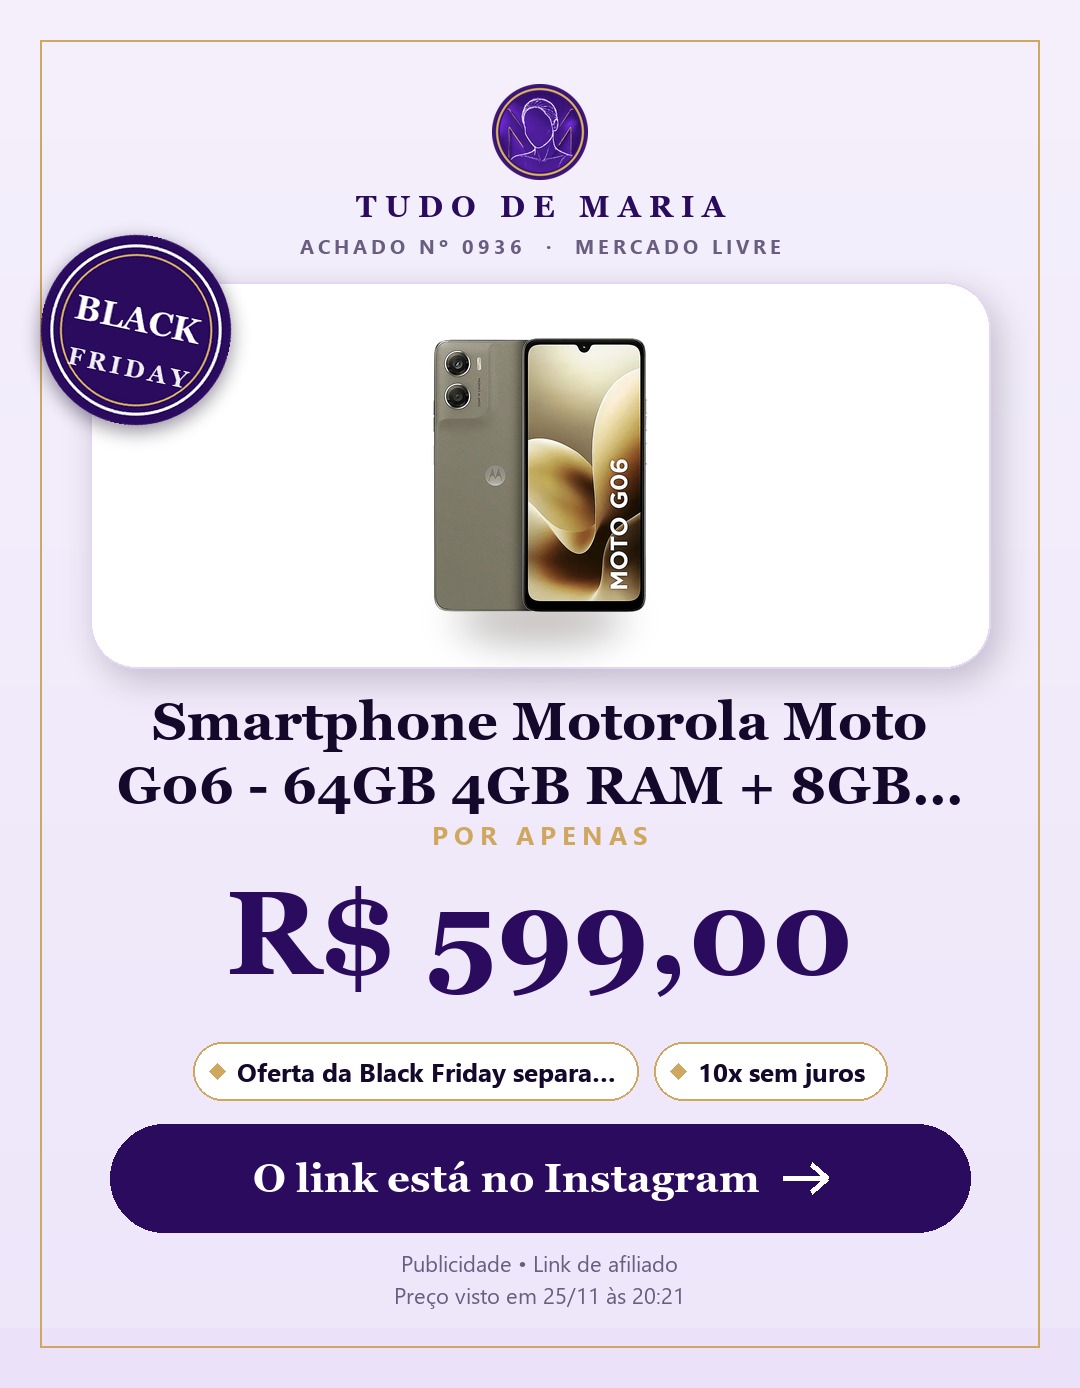 TUDO DE MARIA
ACHADO Nº 0936 · MERCADO LIVRE
BLACK
FRIDAY
MOTO G06
Smartphone Motorola Moto
G06 - 64GB 4GB RAM + 8GB...
POR APENAS
R$ 599,00
Oferta da Black Friday separa...
10x sem juros
O link está no Instagram →
Publicidade • Link de afiliado
Preço visto em 25/11 às 20:21